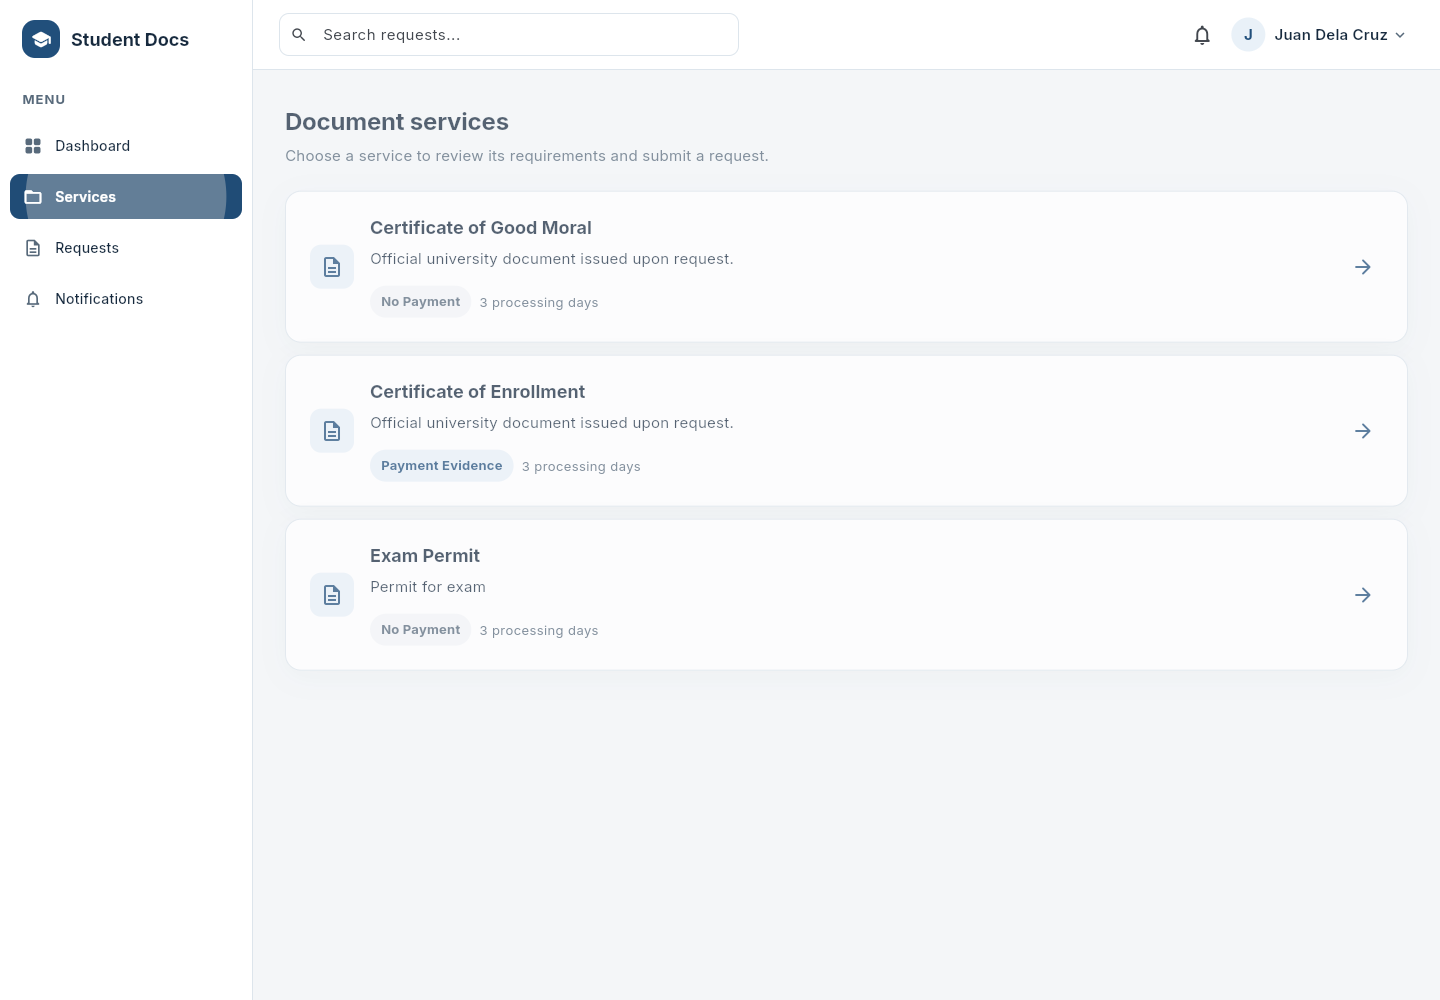 Student Docs
MENU
Dashboard
Services
Requests
Notifications
Search requests...
J
Juan Dela Cruz
Document services
Choose a service to review its requirements and submit a request.
Certificate of Good Moral
Official university document issued upon request.
No Payment
3 processing days
Certificate of Enrollment
Official university document issued upon request.
Payment Evidence
3 processing days
Exam Permit
Permit for exam
No Payment
3 processing days